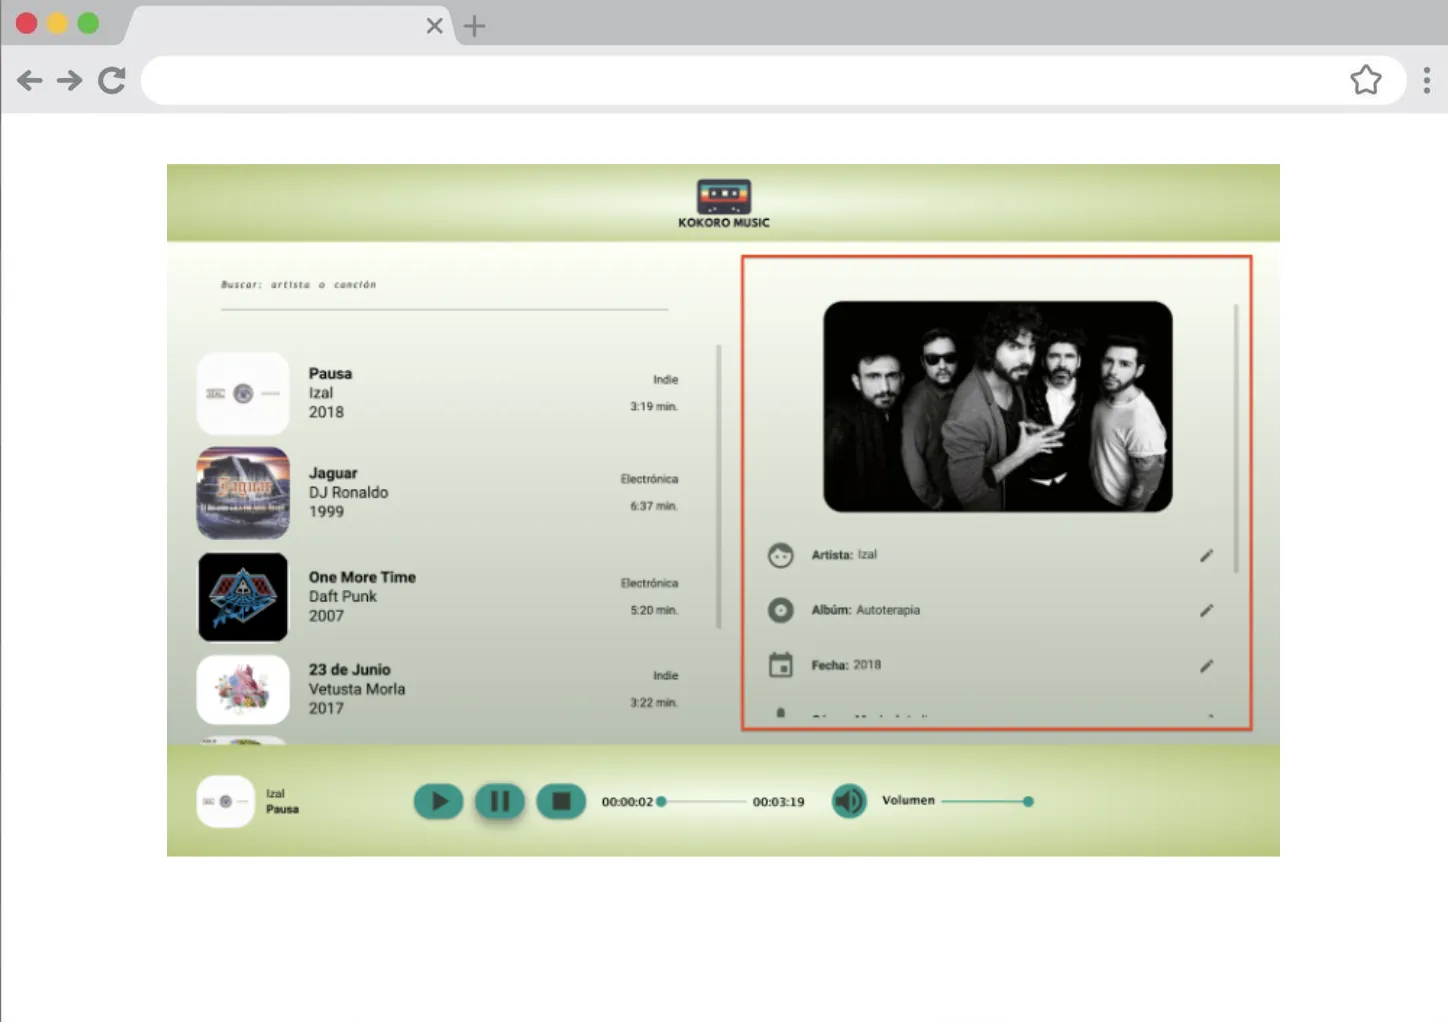 KOKORO MUSIC
Buscar: artista o canción
Pausa
Izal
2018
Indie
3:19 min.
Jaguar
Jaguar
DJ Ronaldo
1999
Electrónica
6:37 min.
One More Time
Daft Punk
2007
Electrónica
5:20 min.
23 de Junio
Vetusta Morla
2017
Indie
3:22 min.
Artista: Izal
Albúm: Autoterapia
Fecha: 2018
Izal
Pausa
00:00:02
00:03:19
Volumen